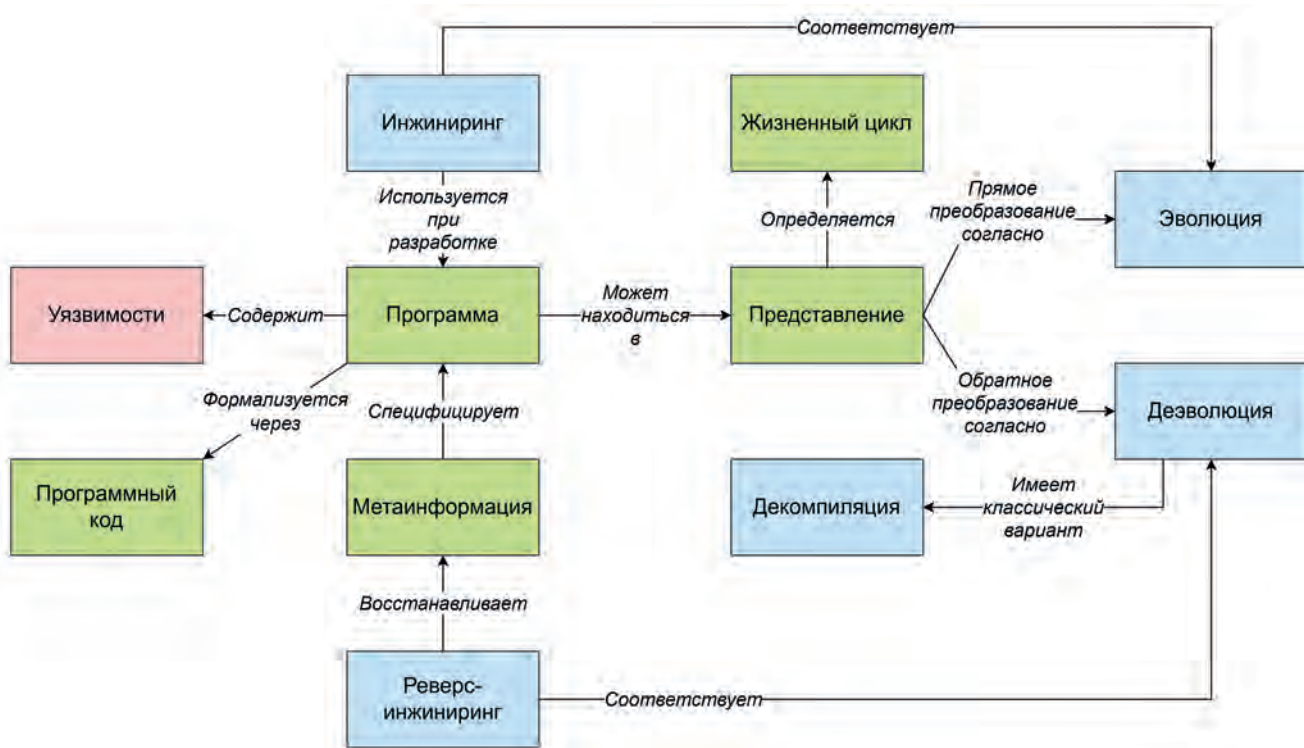 Соответствует
Инжиниринг
Жизненный цикл
Используется
при
разработке
Определяется
Прямое
преобразование
согласно
Эволюция
Уязвимости
Содержит
Программа
Может
находиться
в
Представление
Формализуется
через
Специфицирует
Обратное
преобразование
согласно
Деэволюция
Программный
код
Метаинформация
Декомпиляция
Имеет
классический
вариант
Восстанавливает
Реверс-
инжиниринг
Соответствует